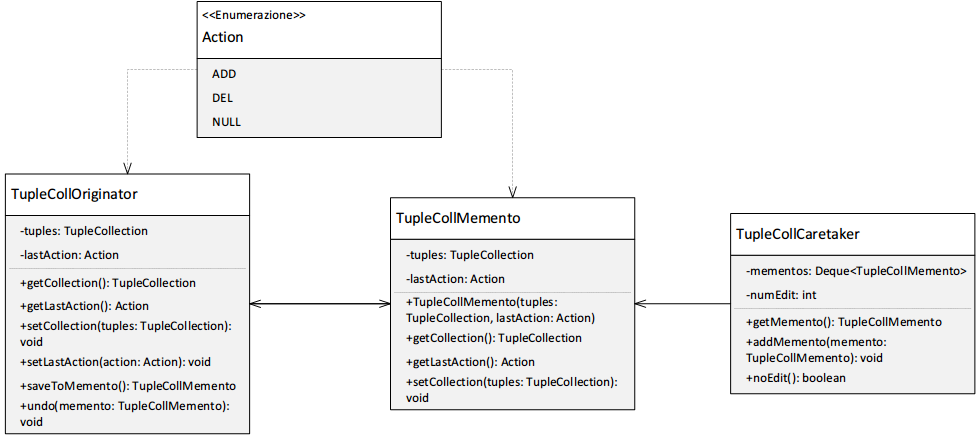 <<Enumerazione>>
Action
ADD
DEL
NULL
TupleCollOriginator
-tuples: TupleCollection
-lastAction: Action
+getCollection(): TupleCollection
+getLastAction(): Action
+setCollection(tuples: TupleCollection):
void
+setLastAction(action: Action): void
+saveToMemento(): TupleCollMemento
+undo(memento: TupleCollMemento):
void
TupleCollMemento
-tuples: TupleCollection
-lastAction: Action
+TupleCollMemento(tuples:
TupleCollection, lastAction: Action)
+getCollection(): TupleCollection
+getLastAction(): Action
+setCollection(tuples: TupleCollection):
void
TupleCollCaretaker
-mementos: Deque<TupleCollMemento>
-numEdit: int
+getMemento(): TupleCollMemento
+addMemento(memento:
TupleCollMemento): void
+noEdit(): boolean